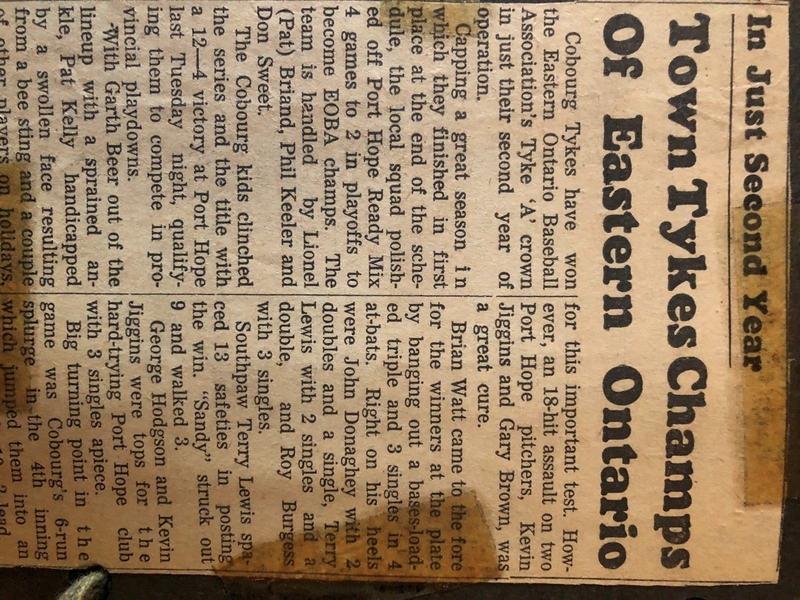 In Just Second Year
Town Tykes Champs
Of Eastern Ontario
Cobourg Tykes have won
the Eastern Ontario Baseball
Association's Tyke 'A' crown
in just their second year of
operation.
Capping a great season in
which they finished in first
place at the end of the sche-
dule, the local squad polish-
ed off Port Hope Ready Mix
4 games to 2 in playoffs to
become EOBA champs. The
team is handled by Lionel
(Pat) Briand, Phil Keeler and
Don Sweet.
The Cobourg kids clinched
the series and the title with
a 12—4 victory at Port Hope
last Tuesday night, qualify-
ing them to compete in pro-
vincial playdowns.
With Garth Beer out of the
lineup with a sprained an-
kle, Pat Kelly handicapped
by a swollen face resulting
from a bee sting and a couple
of other players on holidays,
for this important test. How-
ever, an 18-hit assault on two
Port Hope pitchers, Kevin
Jiggins and Gary Brown, was
a great cure.
Brian Watt came to the fore
for the winners at the plate
by banging out a bases-load-
ed triple and 3 singles in 4
at-bats. Right on his heels
were John Donaghey with 2
doubles and a single, Terry
Lewis with 2 singles and a
double, and Roy Burgess
with 3 singles.
Southpaw Terry Lewis spa-
ced 13 safeties in posting
the win. "Sandy" struck out
9 and walked 3.
George Hodgson and Kevin
Jiggins were tops for the
hard-trying Port Hope club
with 3 singles apiece.
Big turning point in the
game was Cobourg's 6-run
splurge in the 4th inning
which jumped them into an
lead